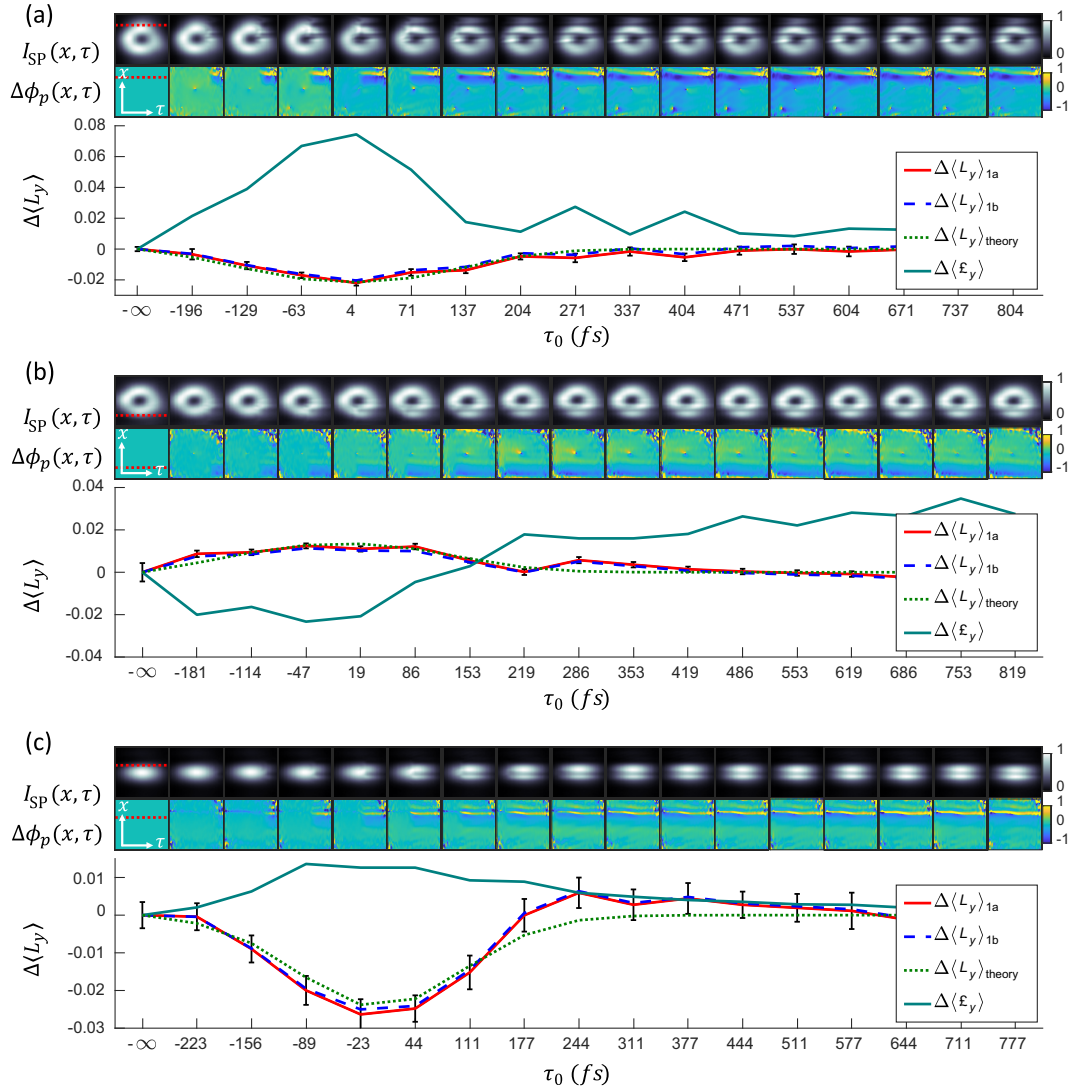 (a)
1
I_SP(x, τ)
0
x
1
Δϕ_p(x, τ)
0
τ
-1
0.08
0.06
0.04
0.02
0
-0.02
Δ⟨L_y⟩
Δ⟨L_y⟩_1a
Δ⟨L_y⟩_1b
Δ⟨L_y⟩_theory
Δ⟨£_y⟩
-∞ -196 -129 -63 4 71 137 204 271 337 404 471 537 604 671 737 804
τ_0 (fs)
(b)
1
I_SP(x, τ)
0
x
1
Δϕ_p(x, τ)
0
τ
-1
0.04
0.02
0
-0.02
-0.04
Δ⟨L_y⟩
Δ⟨L_y⟩_1a
Δ⟨L_y⟩_1b
Δ⟨L_y⟩_theory
Δ⟨£_y⟩
-∞ -181 -114 -47 19 86 153 219 286 353 419 486 553 619 686 753 819
τ_0 (fs)
(c)
1
I_SP(x, τ)
0
x
1
Δϕ_p(x, τ)
0
τ
-1
0.01
0
-0.01
-0.02
-0.03
Δ⟨L_y⟩
Δ⟨L_y⟩_1a
Δ⟨L_y⟩_1b
Δ⟨L_y⟩_theory
Δ⟨£_y⟩
-∞ -223 -156 -89 -23 44 111 177 244 311 377 444 511 577 644 711 777
τ_0 (fs)